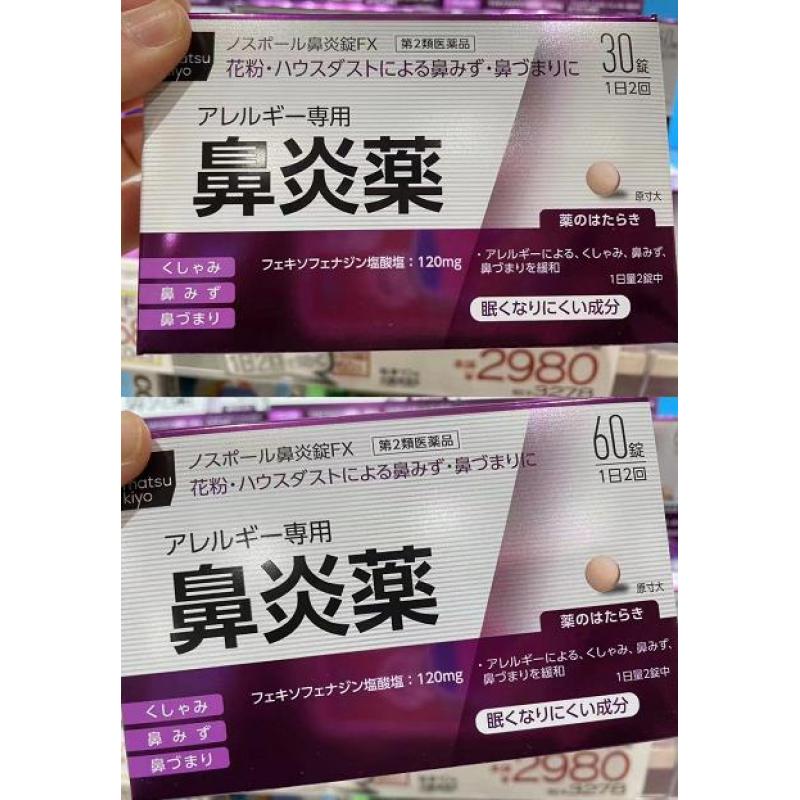 matsu
kiyo
ノスポール鼻炎錠FX 第2類医薬品
花粉・ハウスダストによる鼻みず・鼻づまりに
30錠
1日2回
アレルギー専用
鼻炎薬
原寸大
薬のはたらき
くしゃみ
鼻みず
鼻づまり
フェキソフェナジン塩酸塩：120mg
・アレルギーによる、くしゃみ、鼻みず、
鼻づまりを緩和
1日量2錠中
眠くなりにくい成分
2980
3278
matsu
kiyo
ノスポール鼻炎錠FX 第2類医薬品
花粉・ハウスダストによる鼻みず・鼻づまりに
60錠
1日2回
アレルギー専用
鼻炎薬
原寸大
薬のはたらき
くしゃみ
鼻みず
鼻づまり
フェキソフェナジン塩酸塩：120mg
・アレルギーによる、くしゃみ、鼻みず、
鼻づまりを緩和
1日量2錠中
眠くなりにくい成分
2980
3278